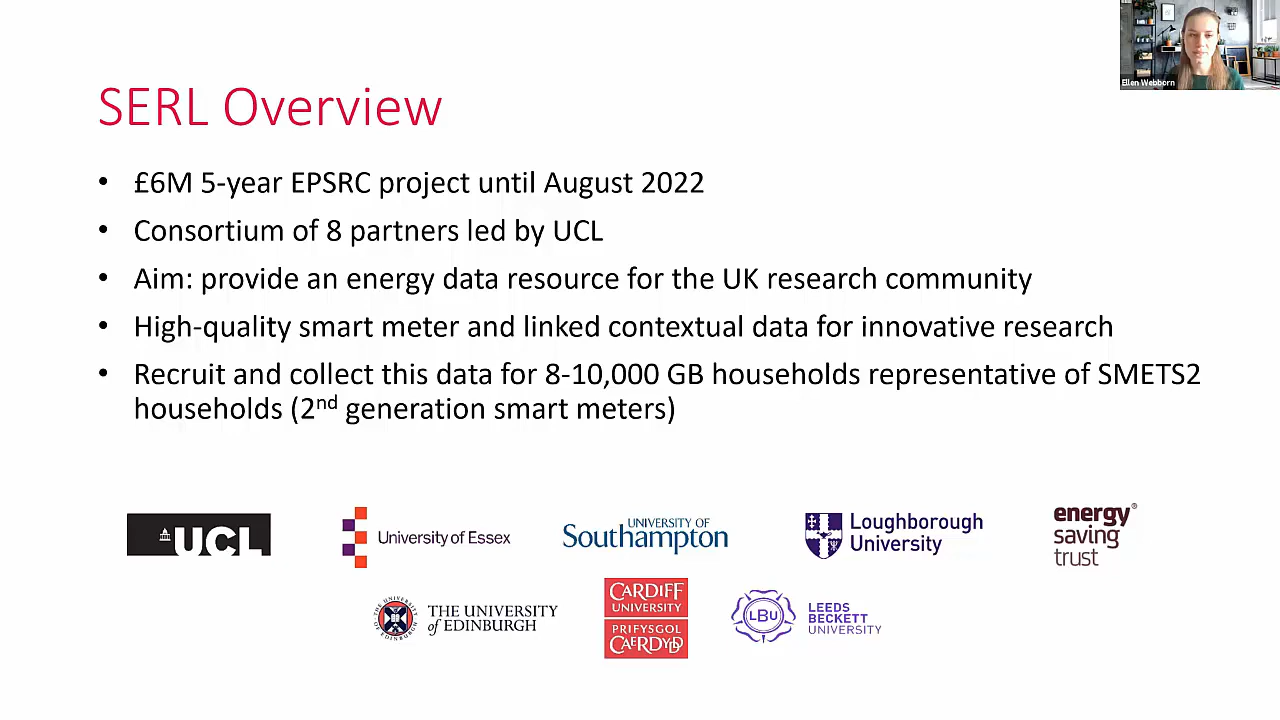 Ellen Webborn
SERL Overview
• £6M 5-year EPSRC project until August 2022
• Consortium of 8 partners led by UCL
• Aim: provide an energy data resource for the UK research community
• High-quality smart meter and linked contextual data for innovative research
• Recruit and collect this data for 8-10,000 GB households representative of SMETS2
households (2nd generation smart meters)
UCL
University of Essex
UNIVERSITY OF
Southampton
Loughborough
University
energy®
saving
trust
THE UNIVERSITY
of EDINBURGH
CARDIFF
UNIVERSITY
PRIFYSGOL
CAERDYDD
LBU
LEEDS
BECKETT
UNIVERSITY